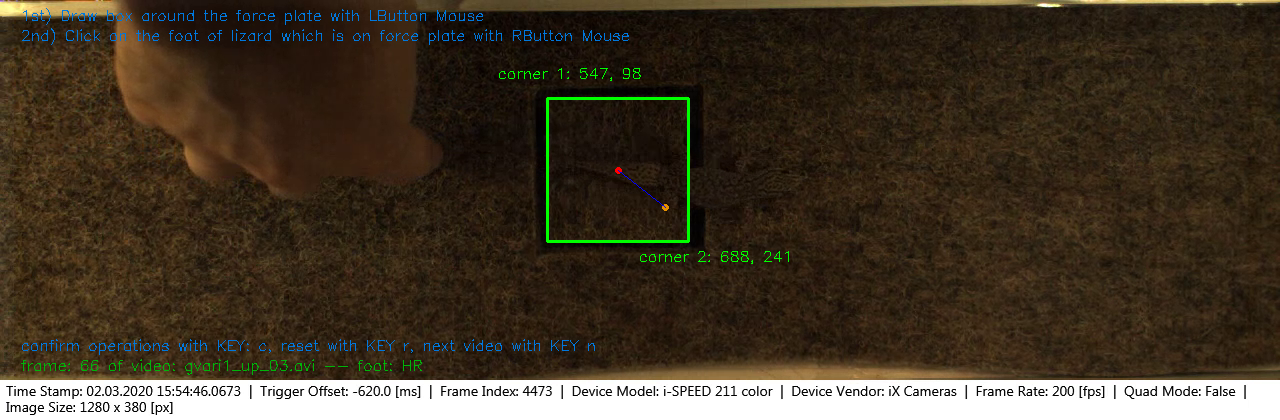 1st) Draw box around the force plate with LButton Mouse
2nd) Click on the foot of lizard which is on force plate with RButton Mouse
corner 1: 547, 98
corner 2: 688, 241
confirm operations with KEY: c, reset with KEY r, next video with KEY n
frame: 66 of video: gvari1_up_03.avi -- foot: HR
Time Stamp: 02.03.2020 15:54:46.0673 | Trigger Offset: -620.0 [ms] | Frame Index: 4473 | Device Model: i-SPEED 211 color | Device Vendor: iX Cameras | Frame Rate: 200 [fps] | Quad Mode: False |
Image Size: 1280 x 380 [px]